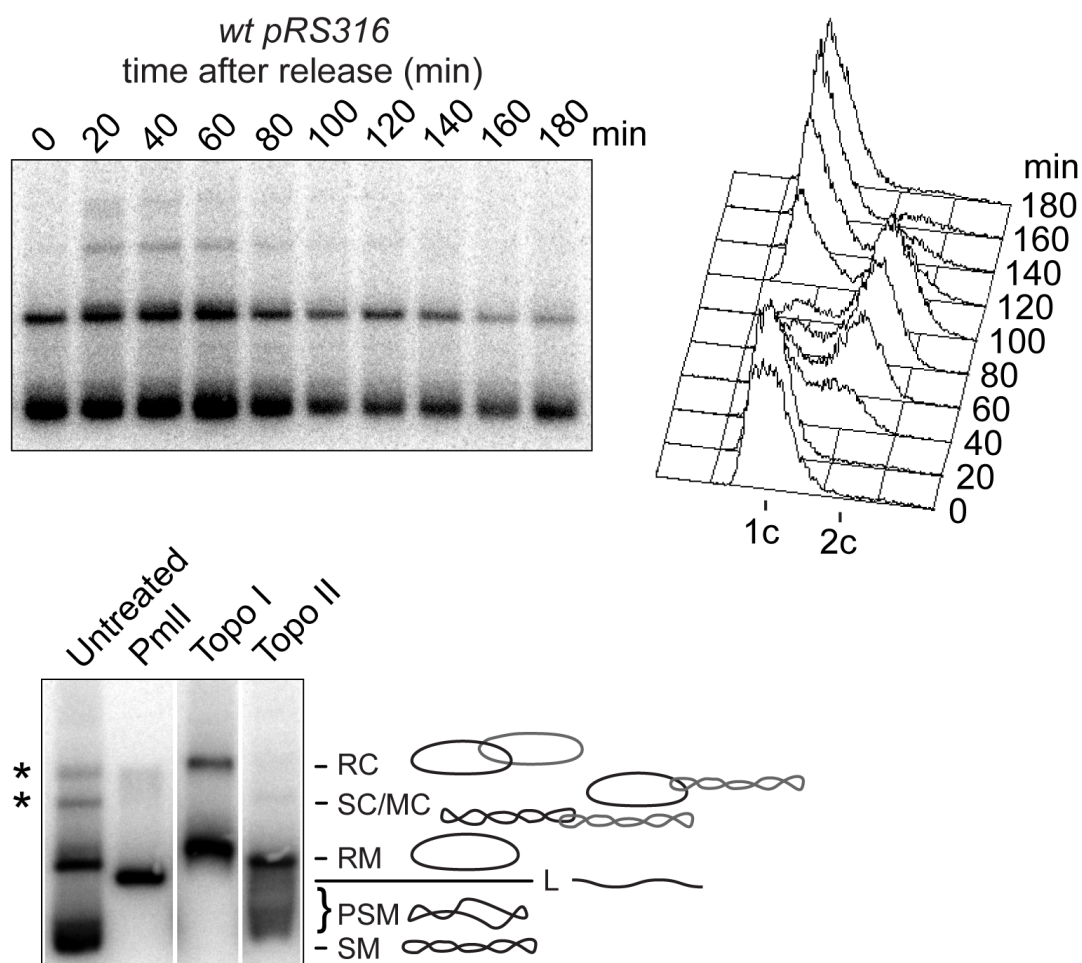 wt pRS316
time after release (min)
0 20 40 60 80 100 120 140 160 180 min
min
180
160
140
120
100
80
60
40
20
0
1c 2c
Untreated
PmlI
Topo I
Topo II
*
*
RC
SC/MC
RM
L
PSM
SM